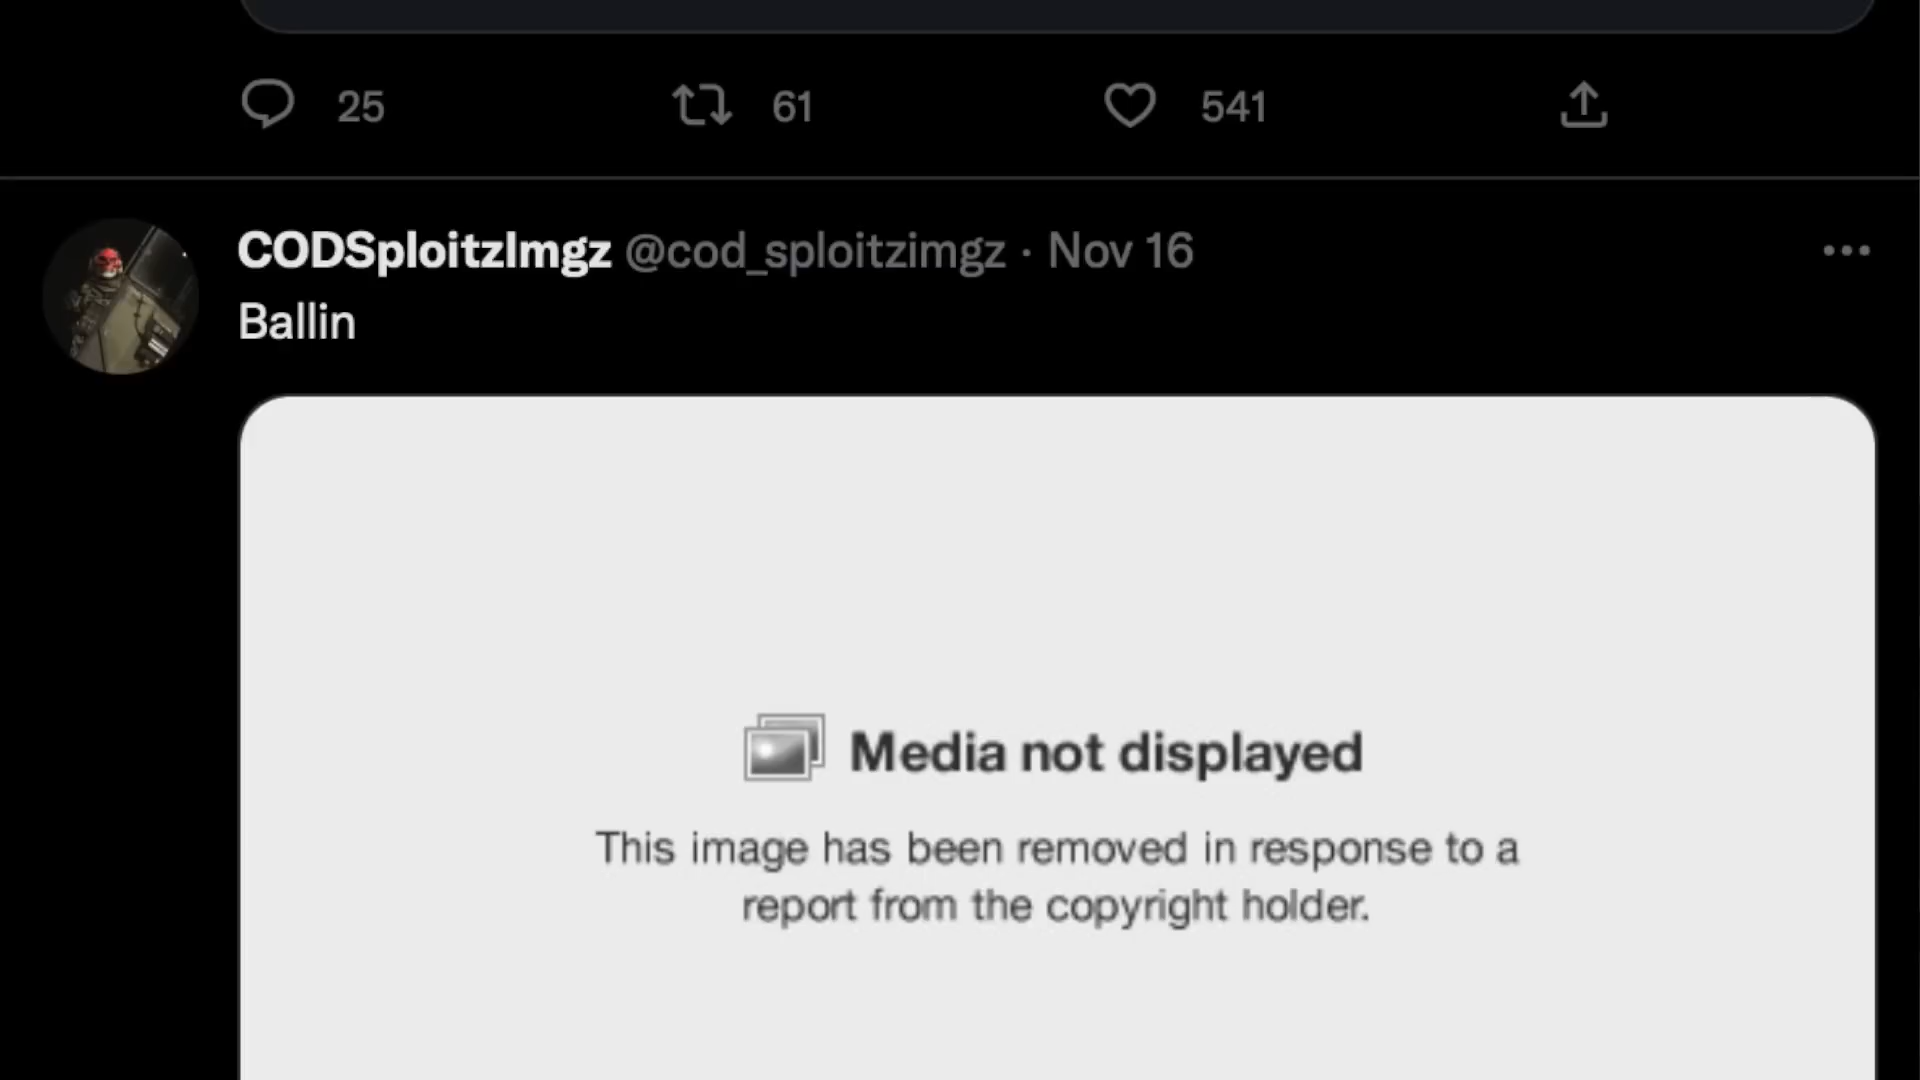 25 61 541
CODSploitzImgz @cod_sploitzimgz · Nov 16
Ballin
Media not displayed
This image has been removed in response to a
report from the copyright holder.